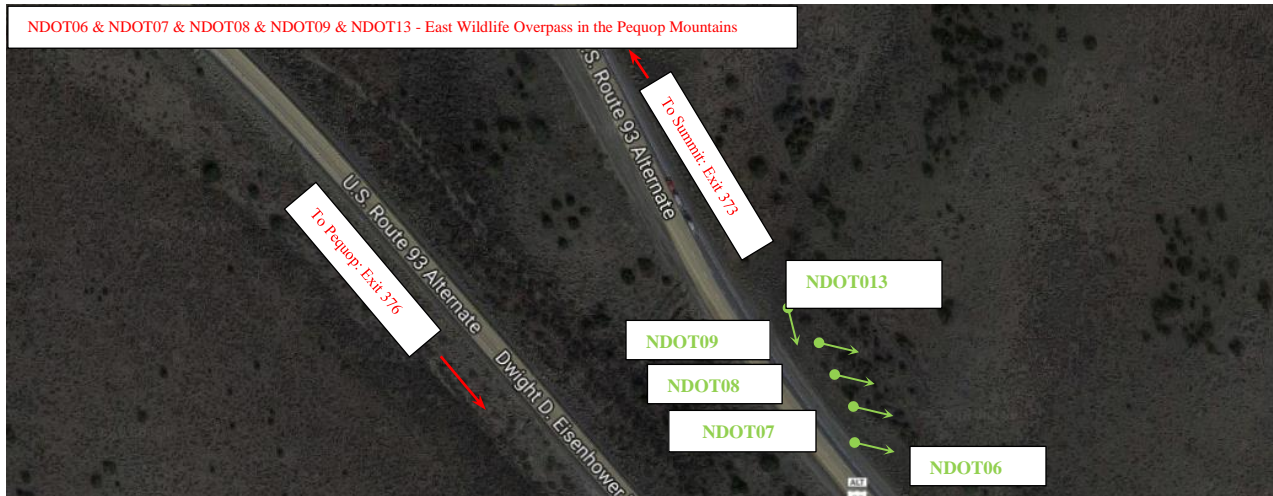 NDOT06 & NDOT07 & NDOT08 & NDOT09 & NDOT13 - East Wildlife Overpass in the Pequop Mountains
.S. Route 93 Alternate
To Summit: Exit 373
U.S. Route 93 Alternate
To Pequop: Exit 376
Dwight D. Eisenhower
NDOT013
NDOT09
NDOT08
NDOT07
NDOT06
ALT